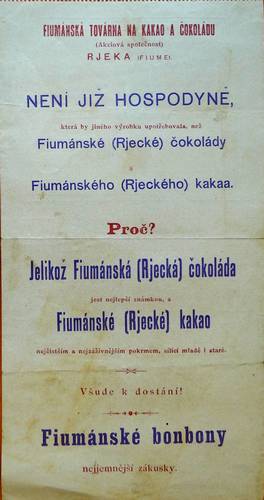 FIUMÁNSKÁ TOVÁRNA NA KAKAO A ČOKOLÁDU
(Akciová společnost)
RJEKA (FIUME).
NENÍ JIŽ HOSPODYNĚ,
která by jiného výrobku upotřebovala, než
Fiumánské (Rjecké) čokolády
a
Fiumánského (Rjeckého) kakaa.
Proč?
Jelikož Fiumánská (Rjecká) čokoláda
jest nejlepší známkou, a
Fiumánské (Rjecké) kakao
nejčistším a nejzáživnějším pokrmem, sílící mladé i staré.
Všude k dostání!
Fiumánské bonbony
nejjemnější zákusky.